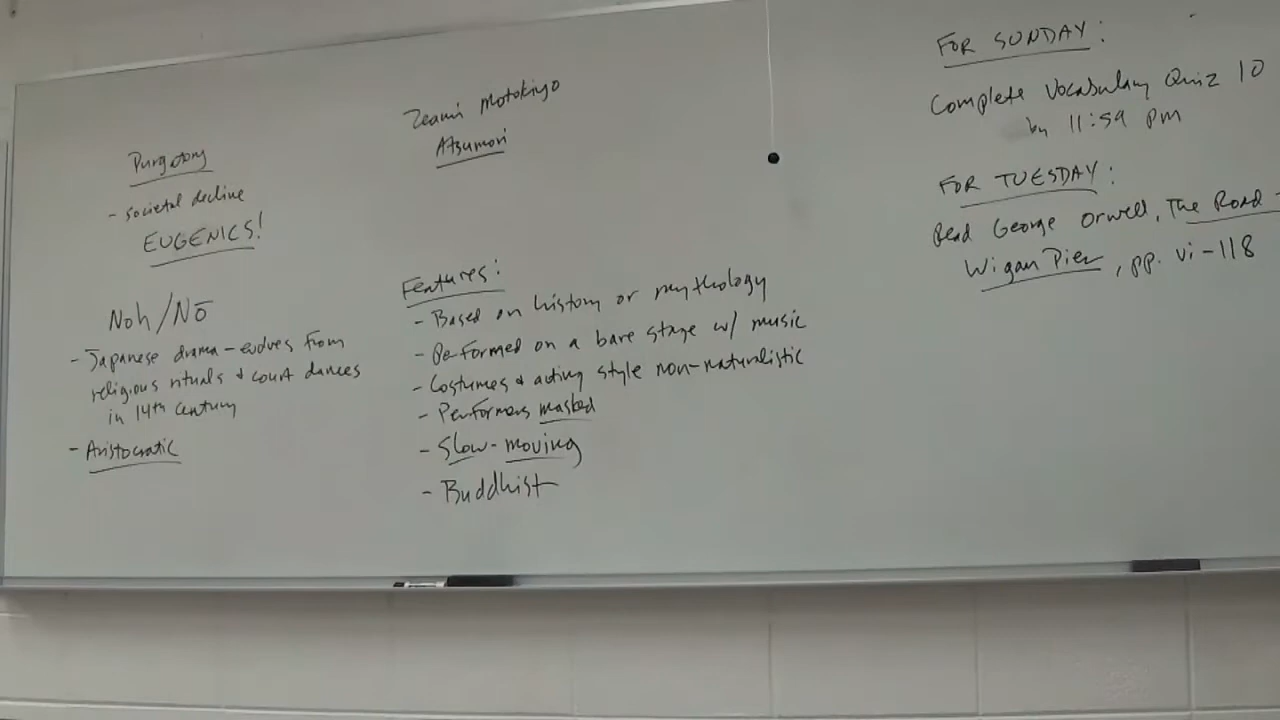 Purgatory
- societal decline
EUGENICS!
Noh/Nō
- Japanese drama - evolves from
religious rituals & court dances
in 14th century
- Aristocratic
Zeami Motokiyo
Atsumori
Features:
- Based on history or mythology
- Performed on a bare stage w/ music
- Costumes & acting style non-naturalistic
- Performers masked
- Slow-moving
- Buddhist
FOR SUNDAY:
Complete Vocabulary Quiz 10
by 11:59 pm
FOR TUESDAY:
Read George Orwell, The Road
Wigan Pier, pp. vi-118